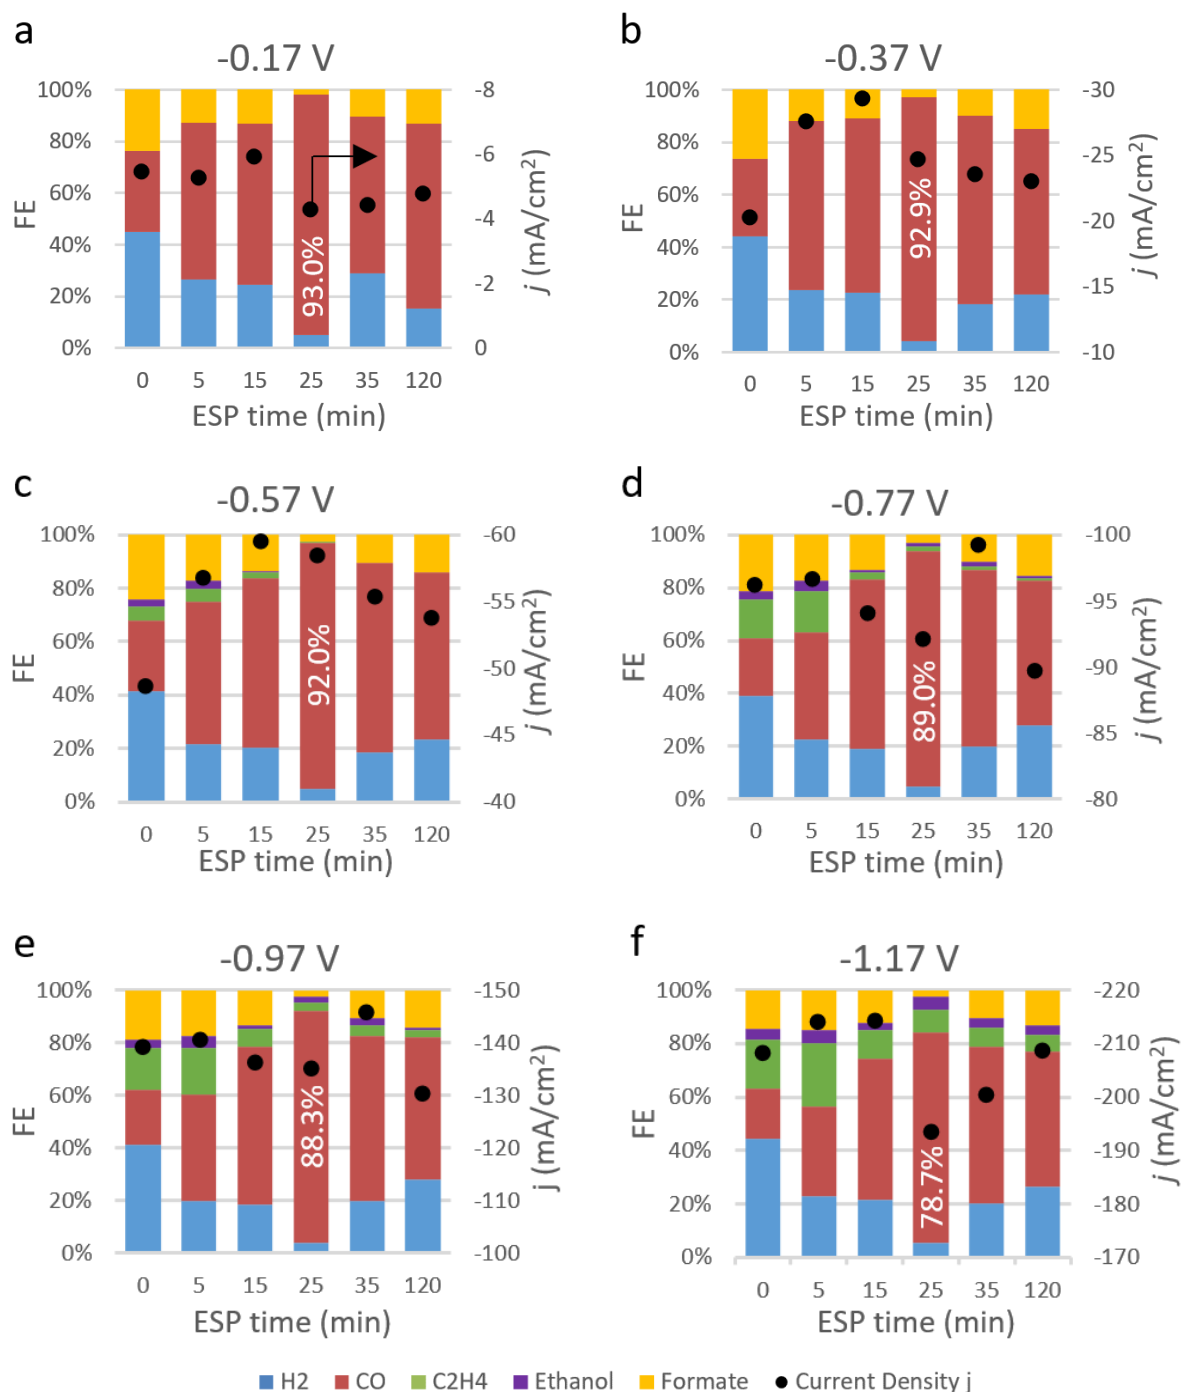 a
-0.17 V
100%
80%
60%
40%
20%
0%
FE
93.0%
-8
-6
-4
-2
0
j (mA/cm²)
0 5 15 25 35 120
ESP time (min)
b
-0.37 V
100%
80%
60%
40%
20%
0%
FE
92.9%
-30
-25
-20
-15
-10
j (mA/cm²)
0 5 15 25 35 120
ESP time (min)
c
-0.57 V
100%
80%
60%
40%
20%
0%
FE
92.0%
-60
-55
-50
-45
-40
j (mA/cm²)
0 5 15 25 35 120
ESP time (min)
d
-0.77 V
100%
80%
60%
40%
20%
0%
FE
89.0%
-100
-95
-90
-85
-80
j (mA/cm²)
0 5 15 25 35 120
ESP time (min)
e
-0.97 V
100%
80%
60%
40%
20%
0%
FE
88.3%
-150
-140
-130
-120
-110
-100
j (mA/cm²)
0 5 15 25 35 120
ESP time (min)
f
-1.17 V
100%
80%
60%
40%
20%
0%
FE
78.7%
-220
-210
-200
-190
-180
-170
j (mA/cm²)
0 5 15 25 35 120
ESP time (min)
H2 CO C2H4 Ethanol Formate Current Density j